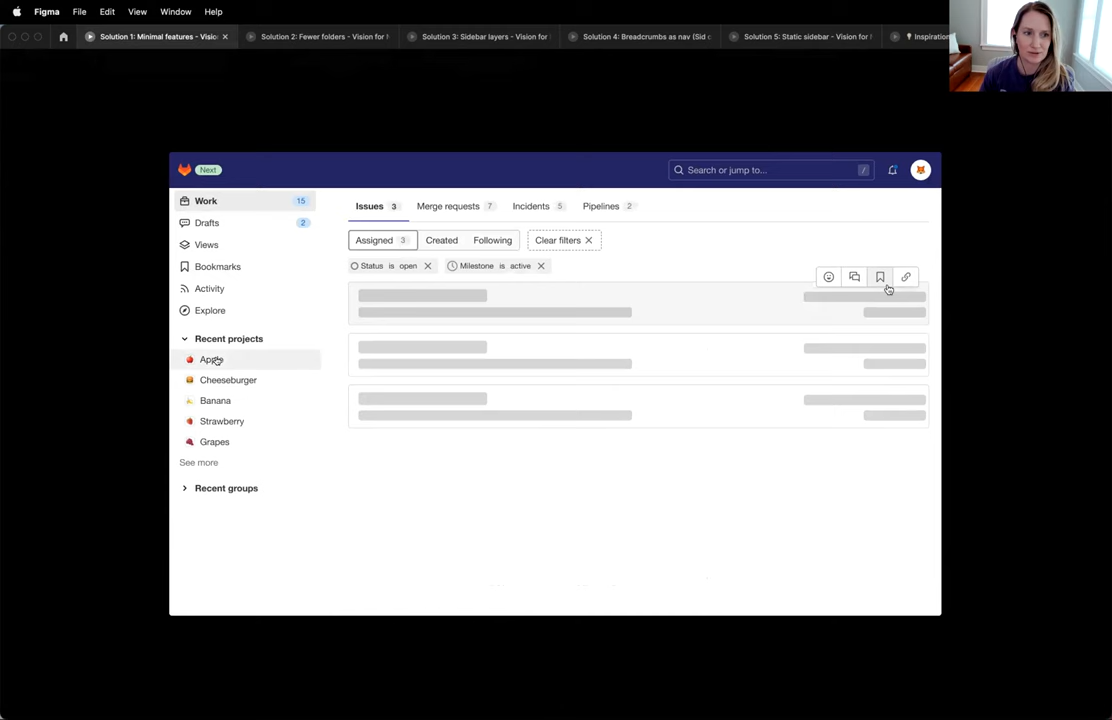 Figma File Edit View Window Help
Solution 1: Minimal features - Visio
Solution 2: Fewer folders - Vision for
Solution 3: Sidebar layers - Vision for
Solution 4: Breadcrumbs as nav (Sid
Solution 5: Static sidebar - Vision for
Inspiration
Next
Search or jump to... /
Work 15
Drafts 2
Views
Bookmarks
Activity
Explore
Recent projects
Apple
Cheeseburger
Banana
Strawberry
Grapes
See more
Recent groups
Issues 3 Merge requests 7 Incidents 5 Pipelines 2
Assigned 3 Created Following Clear filters
Status is open Milestone is active